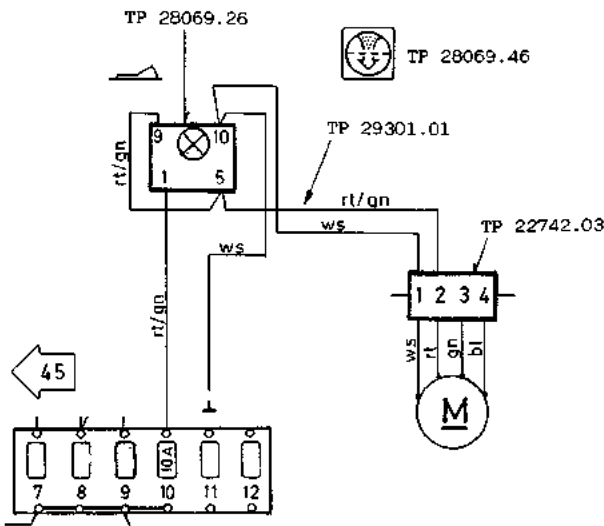 TP 28069.26
TP 28069.46
TP 29301.01
9 10
1 5
rt/gn
rt/gn
ws
ws
rt/gn
TP 22742.03
1 2 3 4
ws rt gn bl
M
45
10A
7 8 9 10 11 12